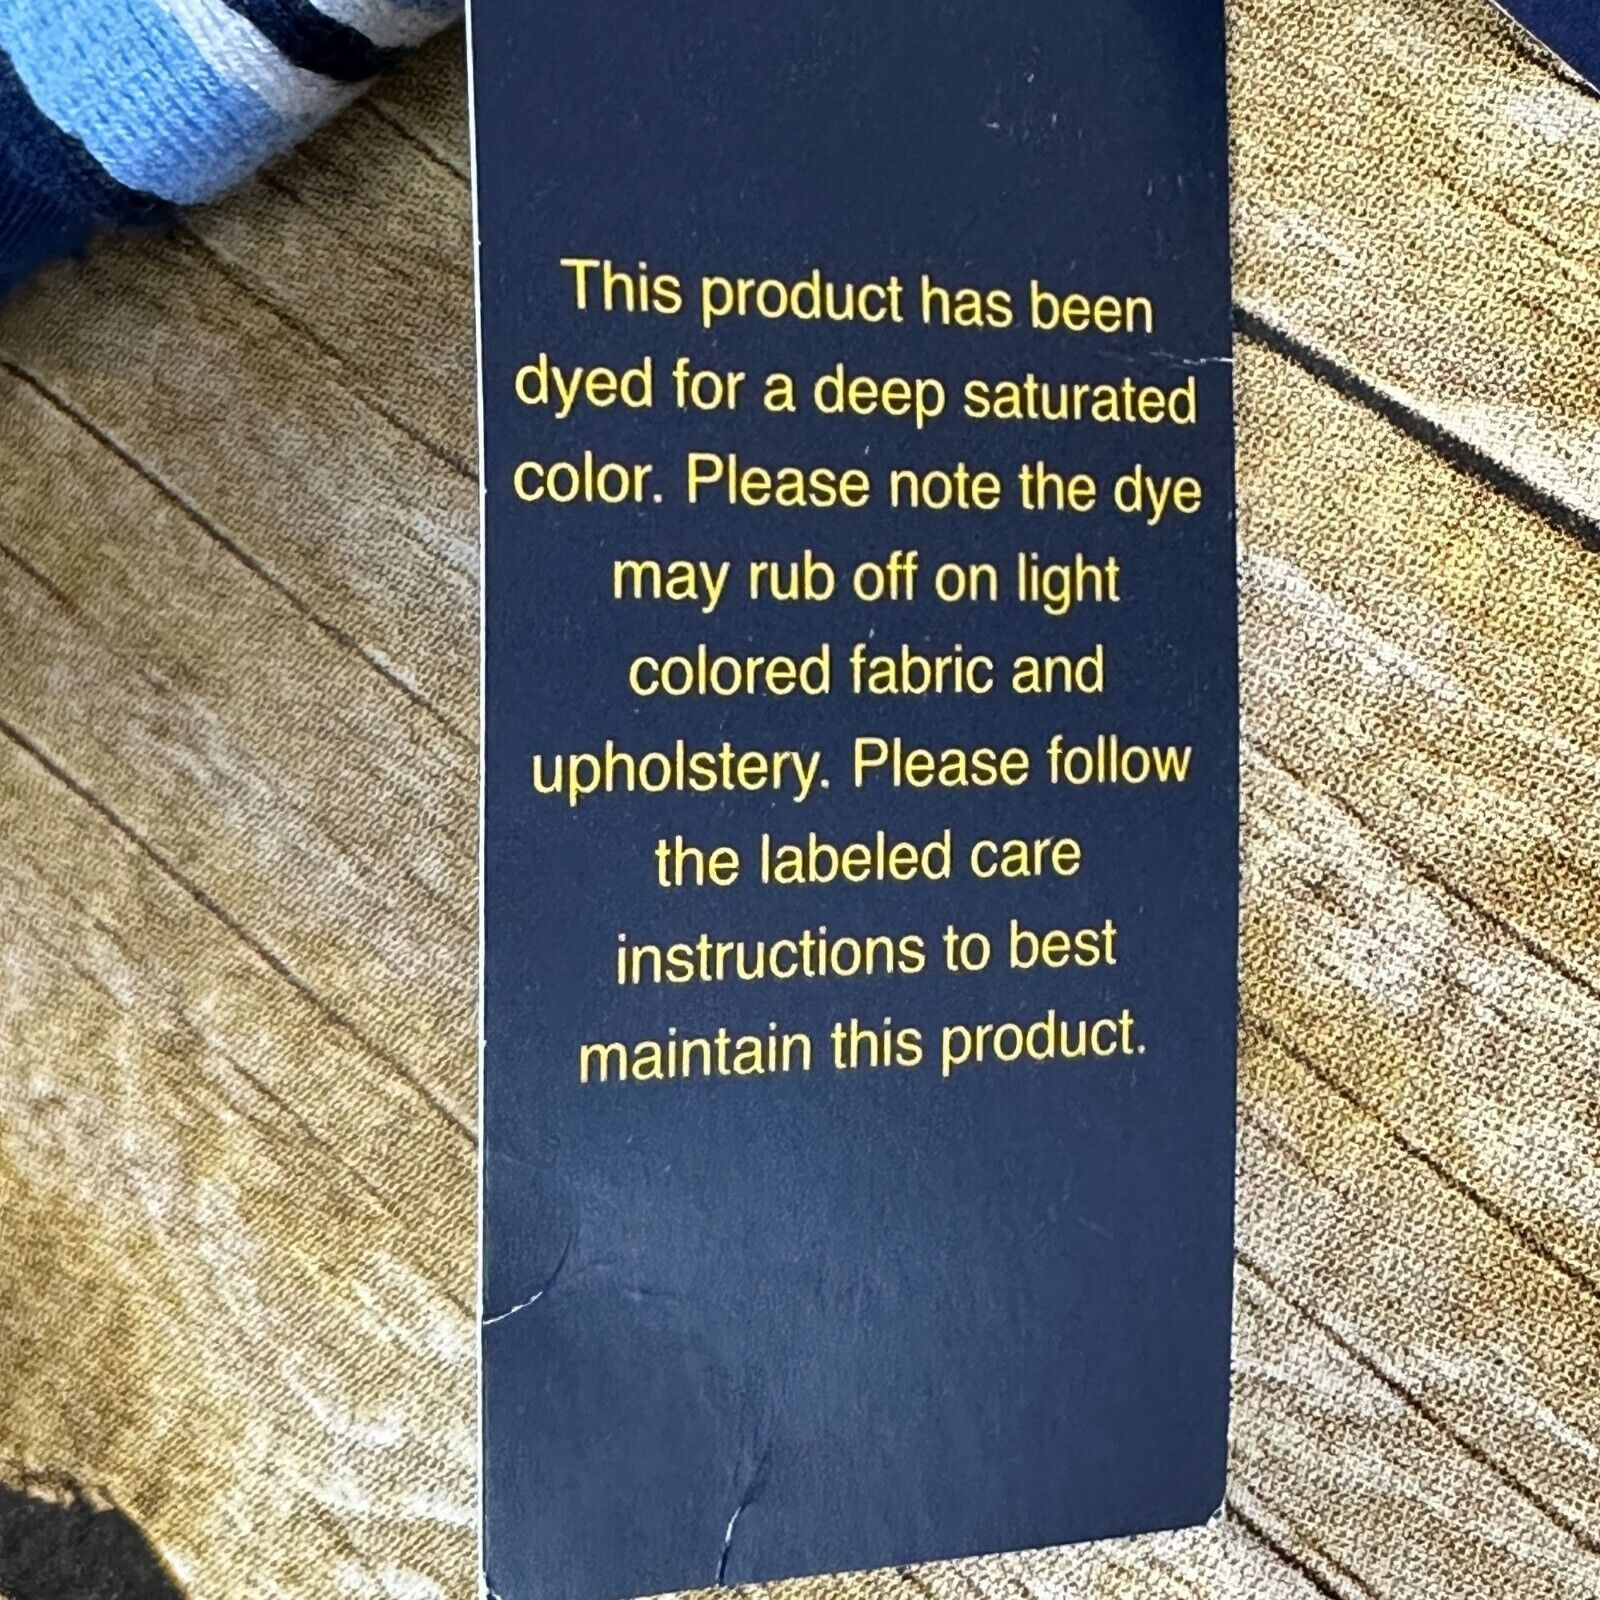 This product has been
dyed for a deep saturated
color. Please note the dye
may rub off on light
colored fabric and
upholstery. Please follow
the labeled care
instructions to best
maintain this product.